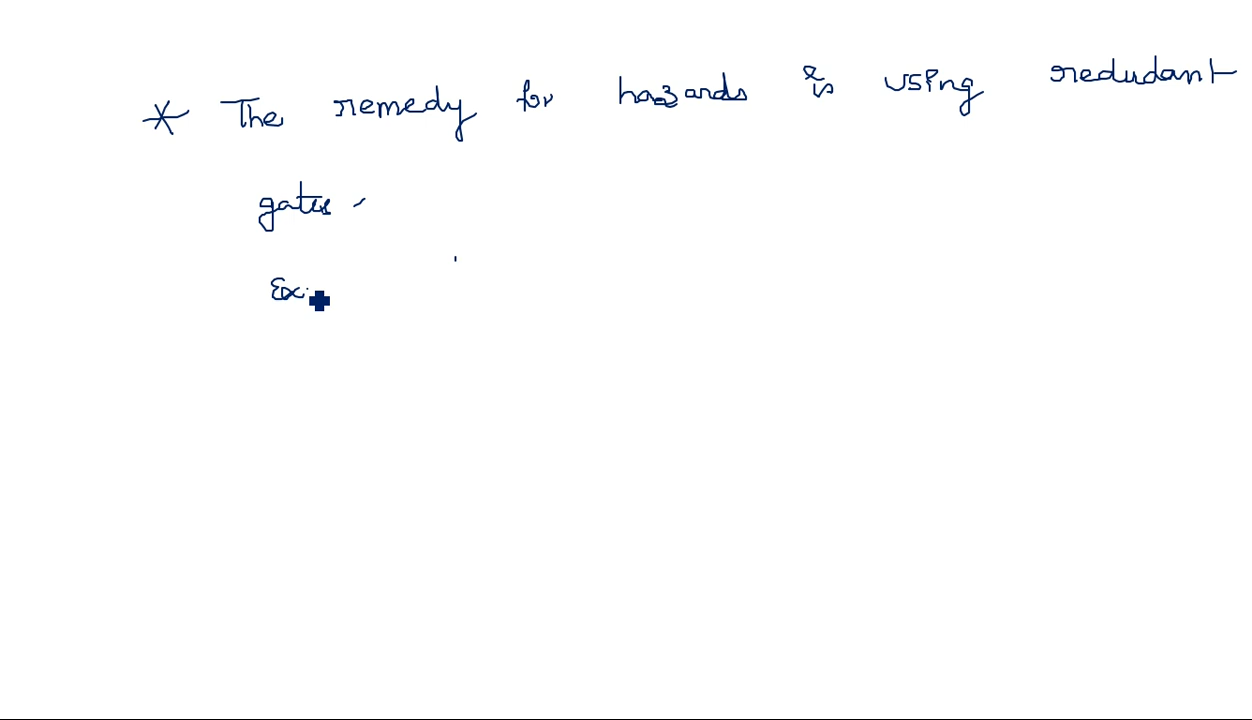 * The remedy for hazards is using redudant
gates.
Ex: